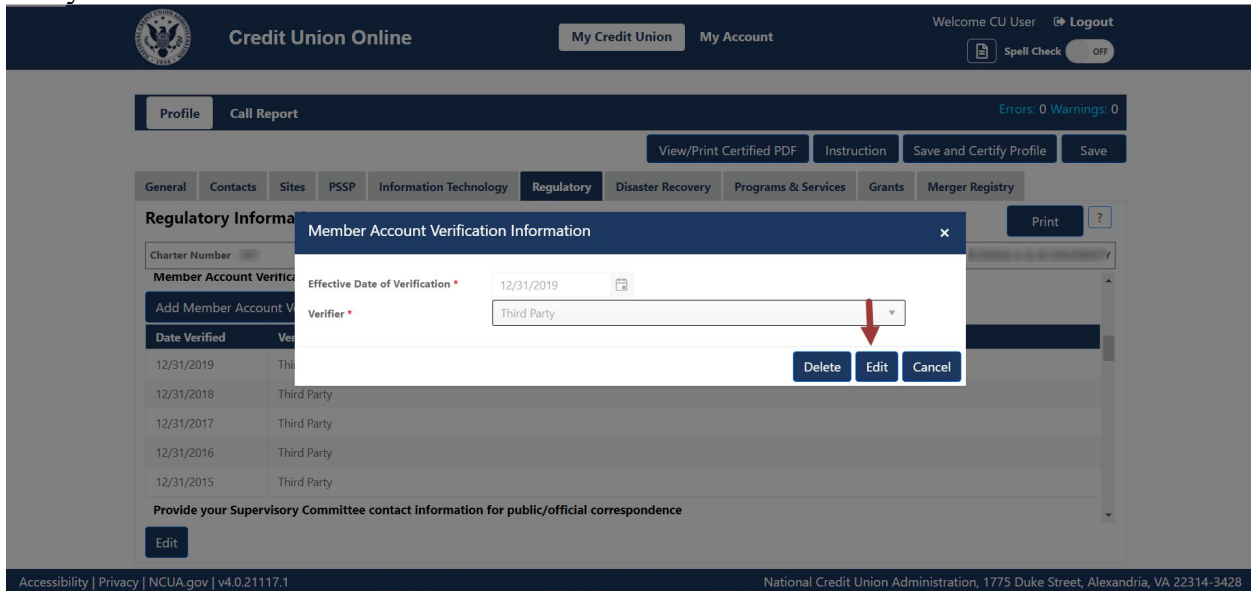 Credit Union Online
My Credit Union My Account
Welcome CU User Logout
Spell Check OFF
Profile Call Report
Errors: 0 Warnings: 0
View/Print Certified PDF Instruction Save and Certify Profile Save
General Contacts Sites PSSP Information Technology Regulatory Disaster Recovery Programs & Services Grants Merger Registry
Regulatory Informa
Print ?
Member Account Verification Information ×
Charter Number
Member Account Verifica
Effective Date of Verification * 12/31/2019
Add Member Account Ve
Verifier * Third Party
Date Verified Ver
Delete Edit Cancel
12/31/2019 Thi
12/31/2018 Third Party
12/31/2017 Third Party
12/31/2016 Third Party
12/31/2015 Third Party
Provide your Supervisory Committee contact information for public/official correspondence
Edit
Accessibility | Privacy | NCUA.gov | v4.0.21117.1
National Credit Union Administration, 1775 Duke Street, Alexandria, VA 22314-3428